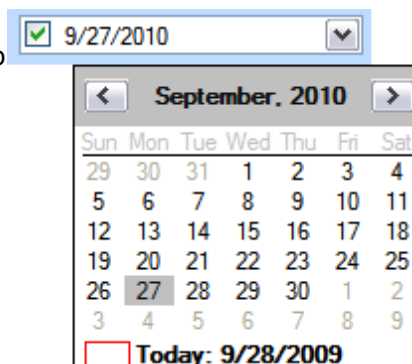 9/27/2010
September, 2010
Sun Mon Tue Wed Thu Fri Sat
29 30 31 1 2 3 4
5 6 7 8 9 10 11
12 13 14 15 16 17 18
19 20 21 22 23 24 25
26 27 28 29 30 1 2
3 4 5 6 7 8 9
Today: 9/28/2009